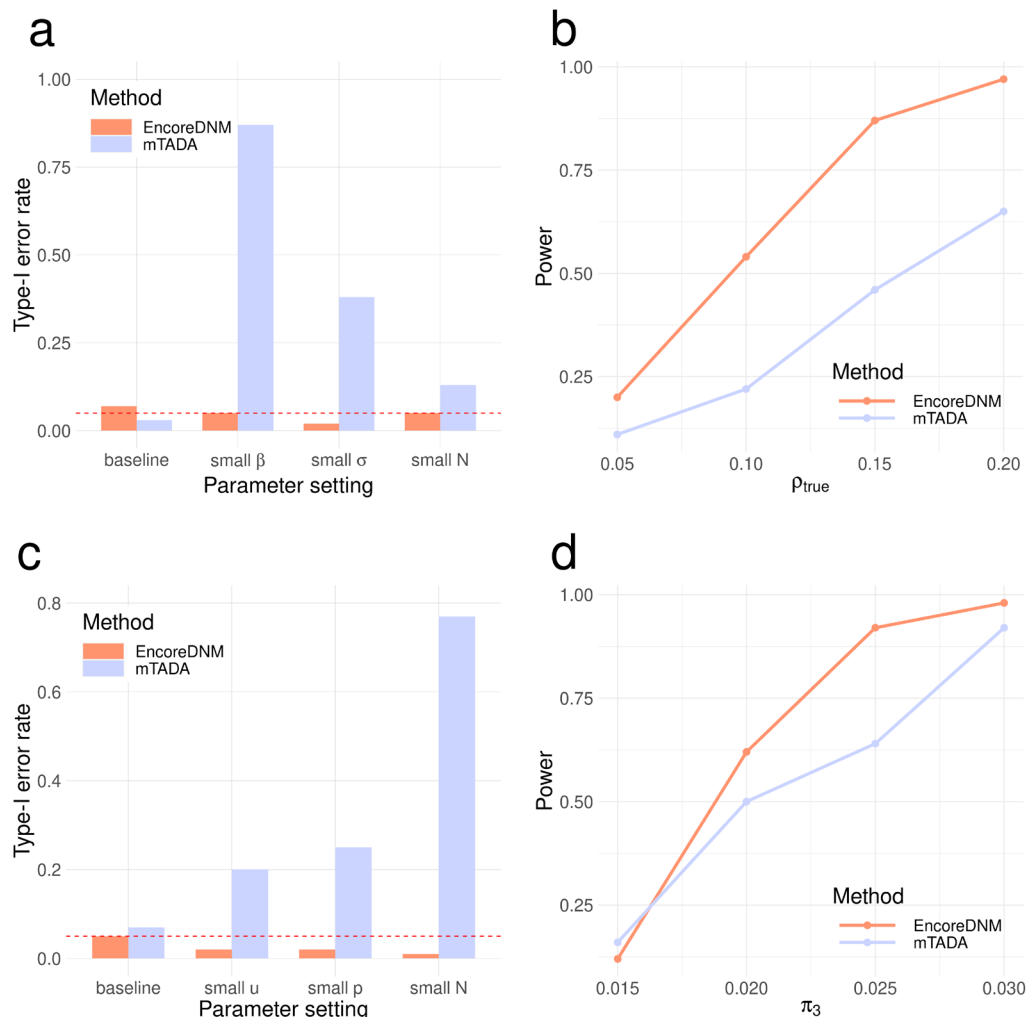 a
Type-I error rate
1.00
0.75
0.50
0.25
0.00
Method
EncoreDNM
mTADA
baseline
small β
small σ
small N
Parameter setting
b
Power
1.00
0.75
0.50
0.25
Method
EncoreDNM
mTADA
0.05
0.10
0.15
0.20
ρtrue
c
Type-I error rate
0.8
0.6
0.4
0.2
0.0
Method
EncoreDNM
mTADA
baseline
small u
small p
small N
Parameter setting
d
Power
1.00
0.75
0.50
0.25
Method
EncoreDNM
mTADA
0.015
0.020
0.025
0.030
π3